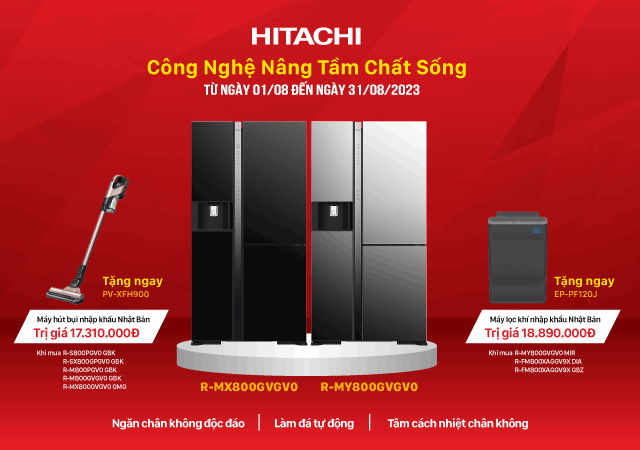 HITACHI
Công Nghệ Nâng Tầm Chất Sống
TỪ NGÀY 01/08 ĐẾN NGÀY 31/08/2023
Tặng ngay
PV-XFH900
Máy hút bụi nhập khẩu Nhật Bản
Trị giá 17.310.000Đ
Khi mua R-S800PGV0 GBK
R-SX800GPGV0 GBK
R-M800PGV0 GBK
R-M800GVGV0 GBK
R-MX800GVGV0 GMG
R-MX800GVGV0
R-MY800GVGV0
Tặng ngay
EP-PF120J
Máy lọc khí nhập khẩu Nhật Bản
Trị giá 18.890.000Đ
Khi mua R-MY800GVGV0 MIR
R-FM800XAGGV9X DIA
R-FM800XAGGV9X GBZ
Ngăn chân không độc đáo | Làm đá tự động | Tấm cách nhiệt chân không